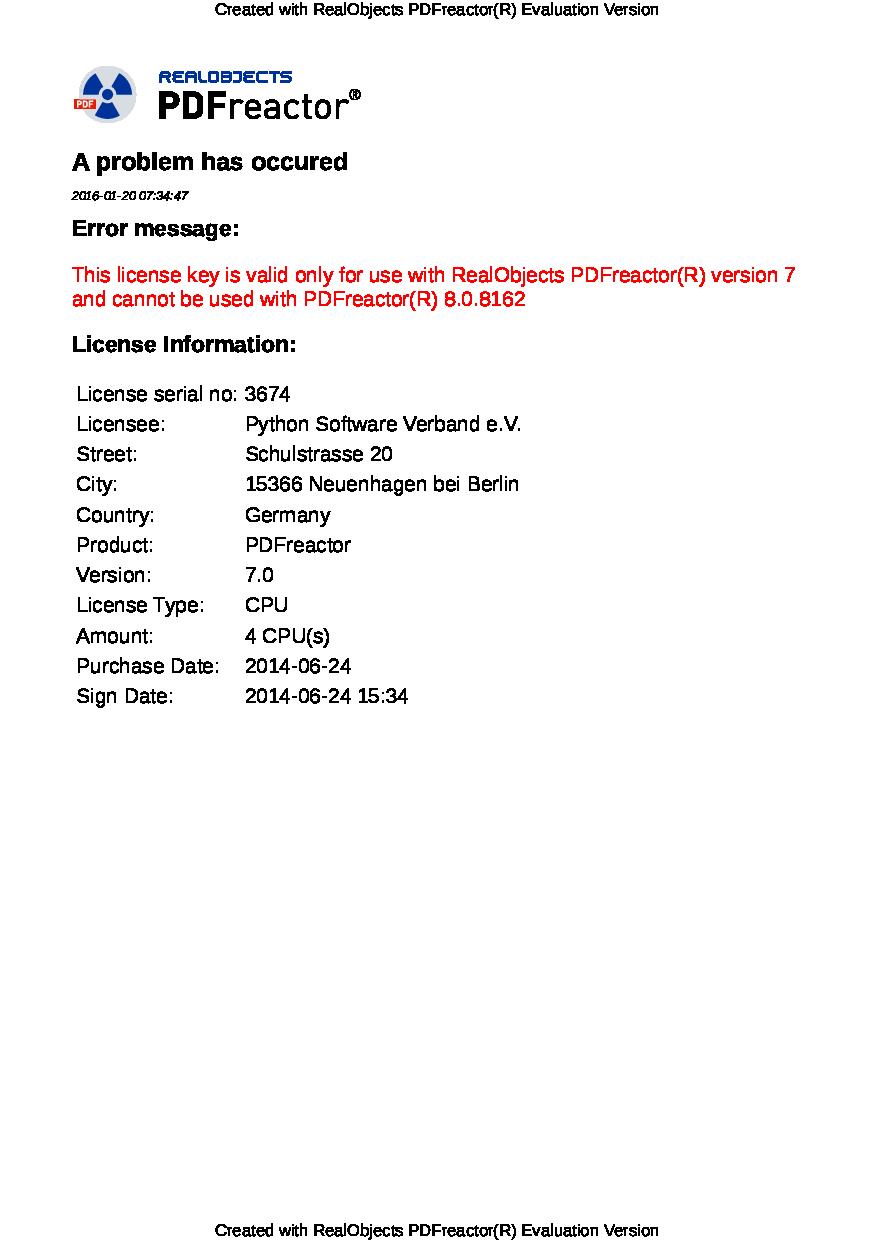 Created with RealObjects PDFreactor(R) Evaluation Version
PDF
REALOBJECTS
PDFreactor®
A problem has occured
2016-01-20 07:34:47
Error message:
This license key is valid only for use with RealObjects PDFreactor(R) version 7
and cannot be used with PDFreactor(R) 8.0.8162
License Information:
License serial no: 3674
Licensee: Python Software Verband e.V.
Street: Schulstrasse 20
City: 15366 Neuenhagen bei Berlin
Country: Germany
Product: PDFreactor
Version: 7.0
License Type: CPU
Amount: 4 CPU(s)
Purchase Date: 2014-06-24
Sign Date: 2014-06-24 15:34
Created with RealObjects PDFreactor(R) Evaluation Version